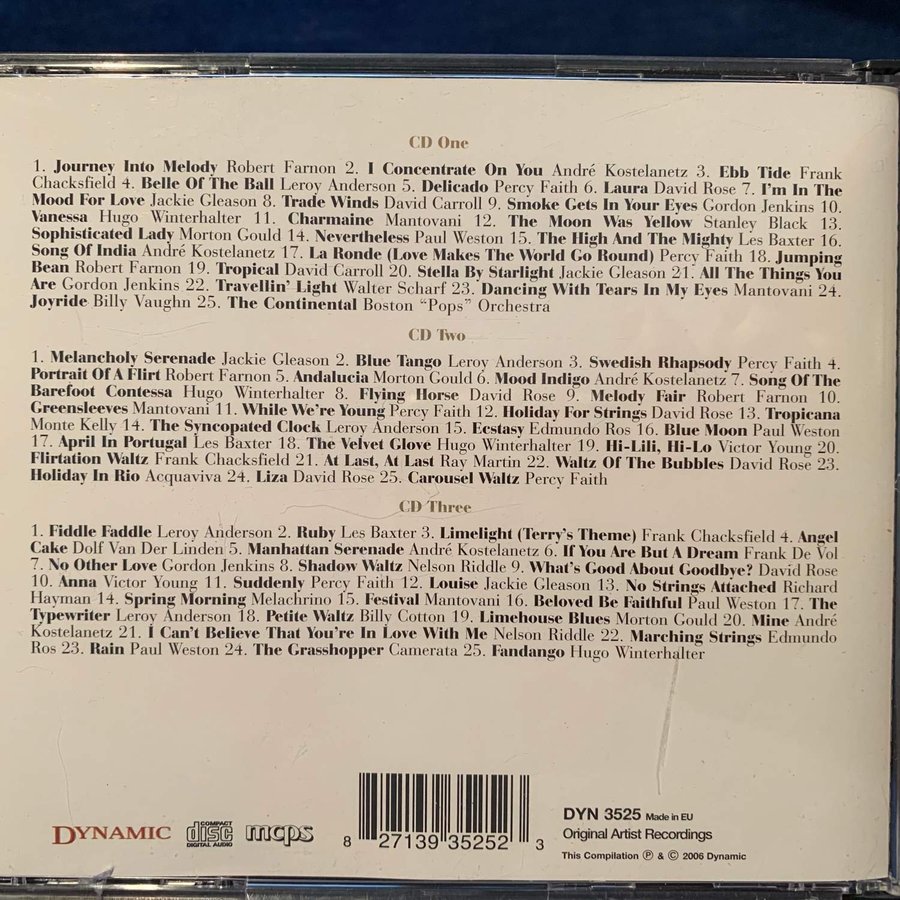 CD One
1. Journey Into Melody Robert Farnon 2. I Concentrate On You André Kostelanetz 3. Ebb Tide Frank
Chacksfield 4. Belle Of The Ball Leroy Anderson 5. Delicado Percy Faith 6. Laura David Rose 7. I'm In The
Mood For Love Jackie Gleason 8. Trade Winds David Carroll 9. Smoke Gets In Your Eyes Gordon Jenkins 10.
Vanessa Hugo Winterhalter 11. Charmaine Mantovani 12. The Moon Was Yellow Stanley Black 13.
Sophisticated Lady Morton Gould 14. Nevertheless Paul Weston 15. The High And The Mighty Les Baxter 16.
Song Of India André Kostelanetz 17. La Ronde (Love Makes The World Go Round) Percy Faith 18. Jumping
Bean Robert Farnon 19. Tropical David Carroll 20. Stella By Starlight Jackie Gleason 21. All The Things You
Are Gordon Jenkins 22. Travellin' Light Walter Scharf 23. Dancing With Tears In My Eyes Mantovani 24.
Joyride Billy Vaughn 25. The Continental Boston "Pops" Orchestra
CD Two
1. Melancholy Serenade Jackie Gleason 2. Blue Tango Leroy Anderson 3. Swedish Rhapsody Percy Faith 4.
Portrait Of A Flirt Robert Farnon 5. Andalucia Morton Gould 6. Mood Indigo André Kostelanetz 7. Song Of The
Barefoot Contessa Hugo Winterhalter 8. Flying Horse David Rose 9. Melody Fair Robert Farnon 10.
Greensleeves Mantovani 11. While We're Young Percy Faith 12. Holiday For Strings David Rose 13. Tropicana
Monte Kelly 14. The Syncopated Clock Leroy Anderson 15. Ecstasy Edmundo Ros 16. Blue Moon Paul Weston
17. April In Portugal Les Baxter 18. The Velvet Glove Hugo Winterhalter 19. Hi-Lili, Hi-Lo Victor Young 20.
Flirtation Waltz Frank Chacksfield 21. At Last, At Last Ray Martin 22. Waltz Of The Bubbles David Rose 23.
Holiday In Rio Acquaviva 24. Liza David Rose 25. Carousel Waltz Percy Faith
CD Three
1. Fiddle Faddle Leroy Anderson 2. Ruby Les Baxter 3. Limelight (Terry's Theme) Frank Chacksfield 4. Angel
Cake Dolf Van Der Linden 5. Manhattan Serenade André Kostelanetz 6. If You Are But A Dream Frank De Vol
7. No Other Love Gordon Jenkins 8. Shadow Waltz Nelson Riddle 9. What's Good About Goodbye? David Rose
10. Anna Victor Young 11. Suddenly Percy Faith 12. Louise Jackie Gleason 13. No Strings Attached Richard
Hayman 14. Spring Morning Melachrino 15. Festival Mantovani 16. Beloved Be Faithful Paul Weston 17. The
Typewriter Leroy Anderson 18. Petite Waltz Billy Cotton 19. Limehouse Blues Morton Gould 20. Mine André
Kostelanetz 21. I Can't Believe That You're In Love With Me Nelson Riddle 22. Marching Strings Edmundo
Ros 23. Rain Paul Weston 24. The Grasshopper Camerata 25. Fandango Hugo Winterhalter
DYNAMIC
COMPACT
disc
DIGITAL AUDIO
mcps
8 27139 35252 3
DYN 3525 Made in EU
Original Artist Recordings
This Compilation ℗ & © 2006 Dynamic